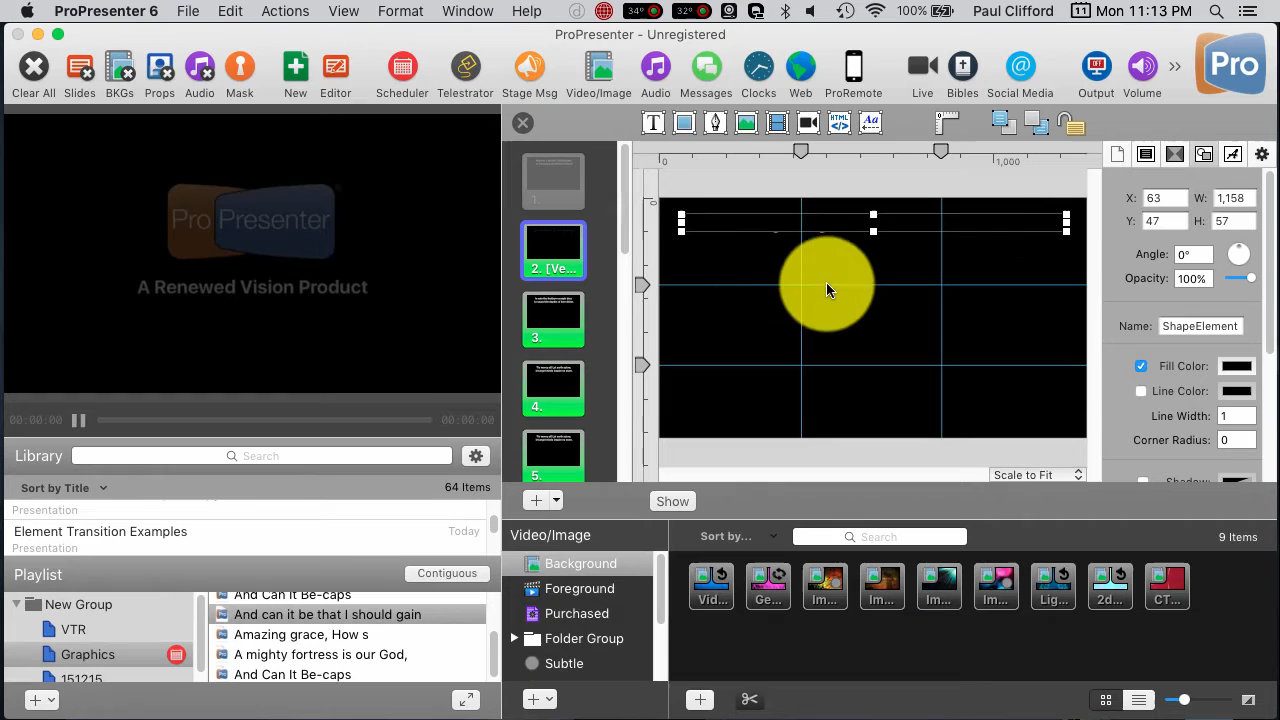 ProPresenter 6 File Edit Actions View Format Window Help 34° 32° 100% Paul Clifford 11 Mon 11:13 PM
ProPresenter - Unregistered
Clear All Slides BKGs Props Audio Mask New Editor Scheduler Telestrator Stage Msg Video/Image Audio Messages Clocks Web ProRemote Live Bibles Social Media Output Volume
Pro
T HTML Aa
0 1,000
0
1.
2. [Ve...
3.
4.
5.
Pro Presenter
A Renewed Vision Product
00:00:00 00:00:00
X: 63 W: 1,158
Y: 47 H: 57
Angle: 0°
Opacity: 100%
Name: ShapeElement
Fill Color:
Line Color:
Line Width: 1
Corner Radius: 0
Scale to Fit
Show
Library Search
Sort by Title 64 Items
Presentation
Element Transition Examples Today
Presentation
Playlist Contiguous
New Group
VTR
Graphics
151215
And Can It Be-caps
And can it be that I should gain
Amazing grace, How s
A mighty fortress is our God,
And Can It Be-caps
Video/Image Sort by... Search 9 Items
Background
Foreground
Purchased
Folder Group
Subtle
Vid... Ge... Im... Im... Im... Im... Lig... 2d... CT...